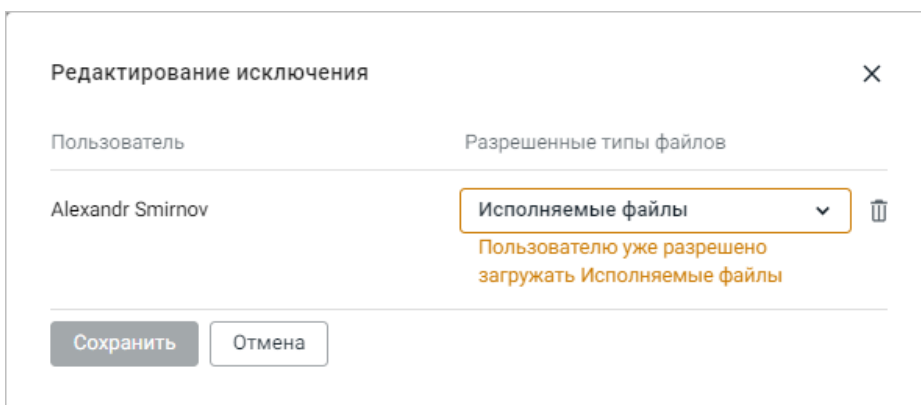 Редактирование исключения
Пользователь
Разрешенные типы файлов
Alexandr Smirnov
Исполняемые файлы
Пользователю уже разрешено
загружать Исполняемые файлы
Сохранить
Отмена